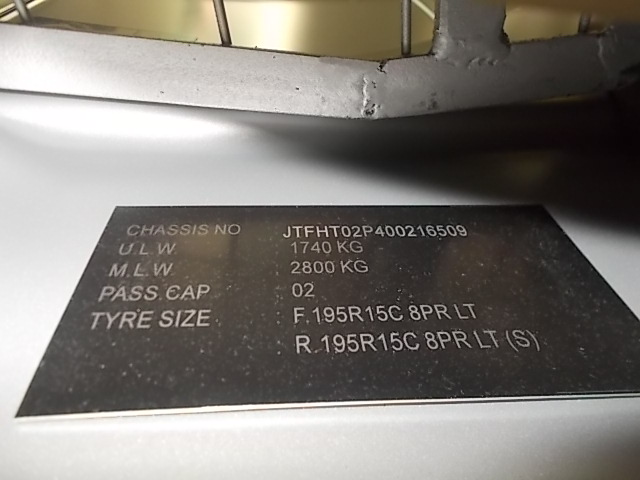 CHASSIS NO JTFHT02P400216509
U.L.W. : 1740 KG
M.L.W. : 2800 KG
PASS.CAP : 02
TYRE SIZE : F.195R15C 8PR LT
R.195R15C 8PR LT (S)